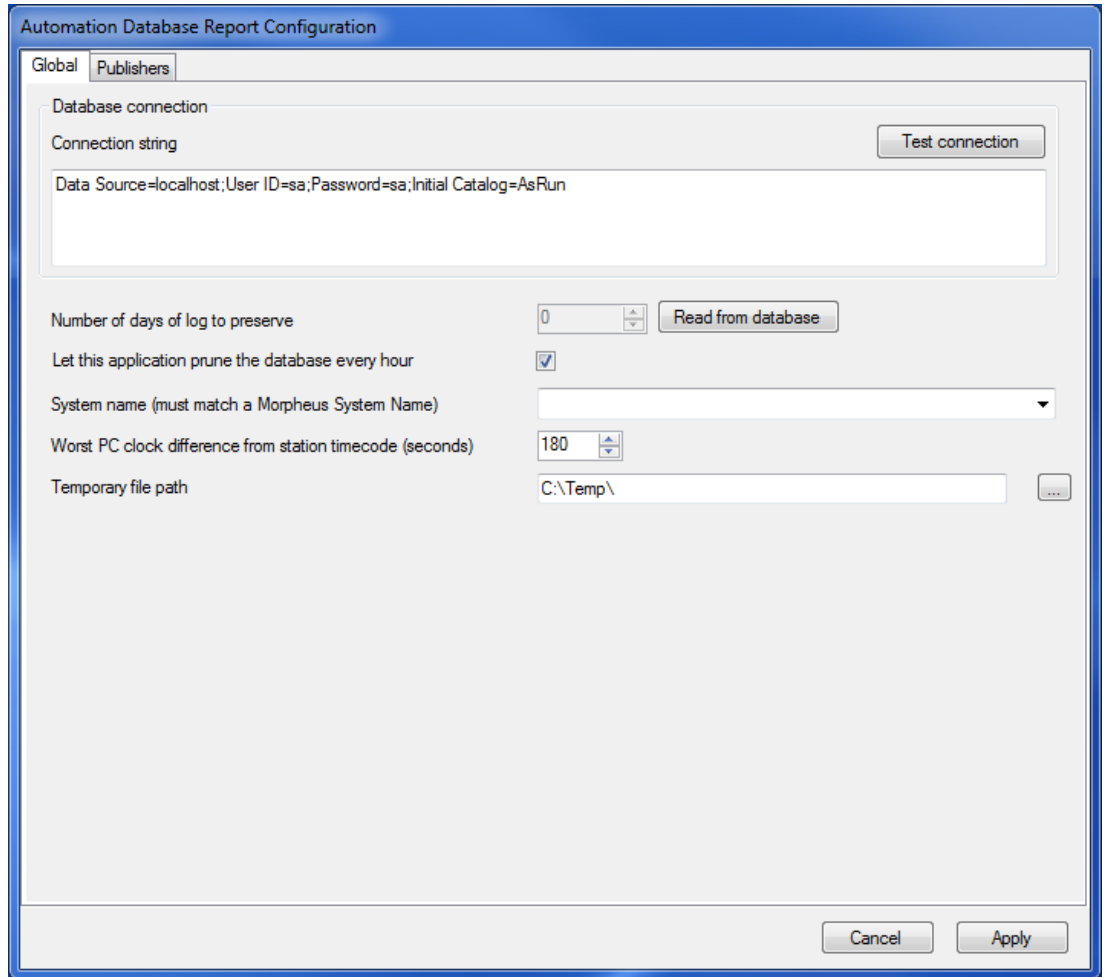 Automation Database Report Configuration
Global Publishers
Database connection
Connection string Test connection
Data Source=localhost;User ID=sa;Password=sa;Initial Catalog=AsRun
Number of days of log to preserve 0 Read from database
Let this application prune the database every hour
System name (must match a Morpheus System Name)
Worst PC clock difference from station timecode (seconds) 180
Temporary file path C:\Temp\ ...
Cancel Apply